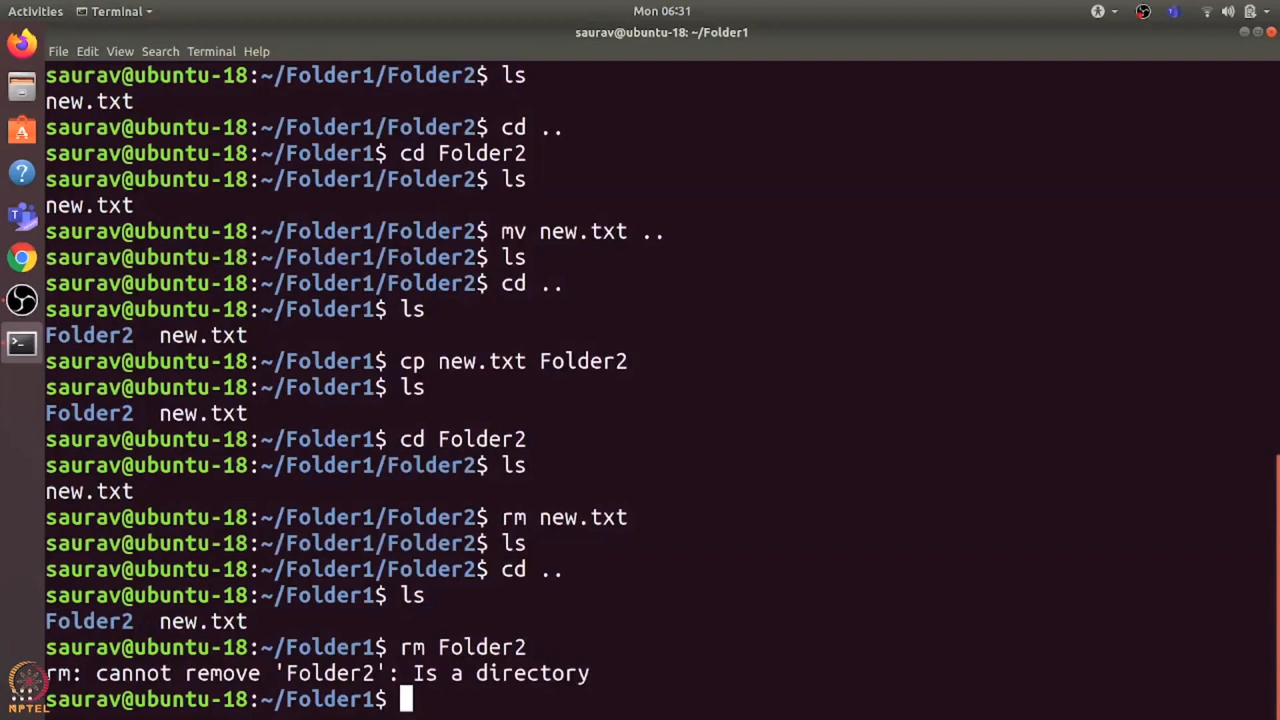 Activities Terminal Mon 06:31
saurav@ubuntu-18: ~/Folder1
File Edit View Search Terminal Help
saurav@ubuntu-18:~/Folder1/Folder2$ ls
new.txt
saurav@ubuntu-18:~/Folder1/Folder2$ cd ..
saurav@ubuntu-18:~/Folder1$ cd Folder2
saurav@ubuntu-18:~/Folder1/Folder2$ ls
new.txt
saurav@ubuntu-18:~/Folder1/Folder2$ mv new.txt ..
saurav@ubuntu-18:~/Folder1/Folder2$ ls
saurav@ubuntu-18:~/Folder1/Folder2$ cd ..
saurav@ubuntu-18:~/Folder1$ ls
Folder2 new.txt
saurav@ubuntu-18:~/Folder1$ cp new.txt Folder2
saurav@ubuntu-18:~/Folder1$ ls
Folder2 new.txt
saurav@ubuntu-18:~/Folder1$ cd Folder2
saurav@ubuntu-18:~/Folder1/Folder2$ ls
new.txt
saurav@ubuntu-18:~/Folder1/Folder2$ rm new.txt
saurav@ubuntu-18:~/Folder1/Folder2$ ls
saurav@ubuntu-18:~/Folder1/Folder2$ cd ..
saurav@ubuntu-18:~/Folder1$ ls
Folder2 new.txt
saurav@ubuntu-18:~/Folder1$ rm Folder2
rm: cannot remove 'Folder2': Is a directory
saurav@ubuntu-18:~/Folder1$
NPTEL